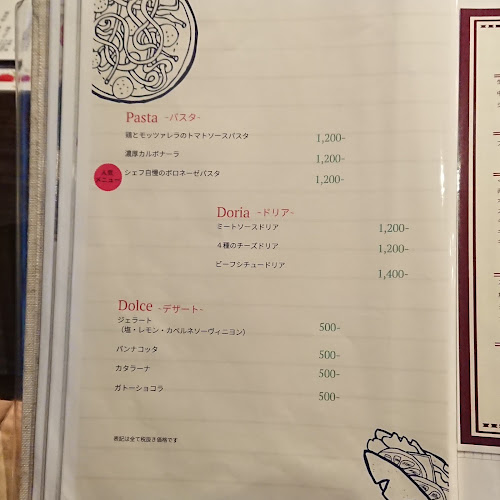 Pasta -パスタ-
鶏とモッツァレラのトマトソースパスタ 1,200-
濃厚カルボナーラ 1,200-
人気
メニュー
シェフ自慢のボロネーゼパスタ 1,200-
Doria -ドリア-
ミートソースドリア 1,200-
4種のチーズドリア 1,200-
ビーフシチュードリア 1,400-
Dolce -デザート-
ジェラート
(塩・レモン・カベルネソーヴィニヨン) 500-
パンナコッタ 500-
カタラーナ 500-
ガトーショコラ 500-
表記は全て税抜き価格です